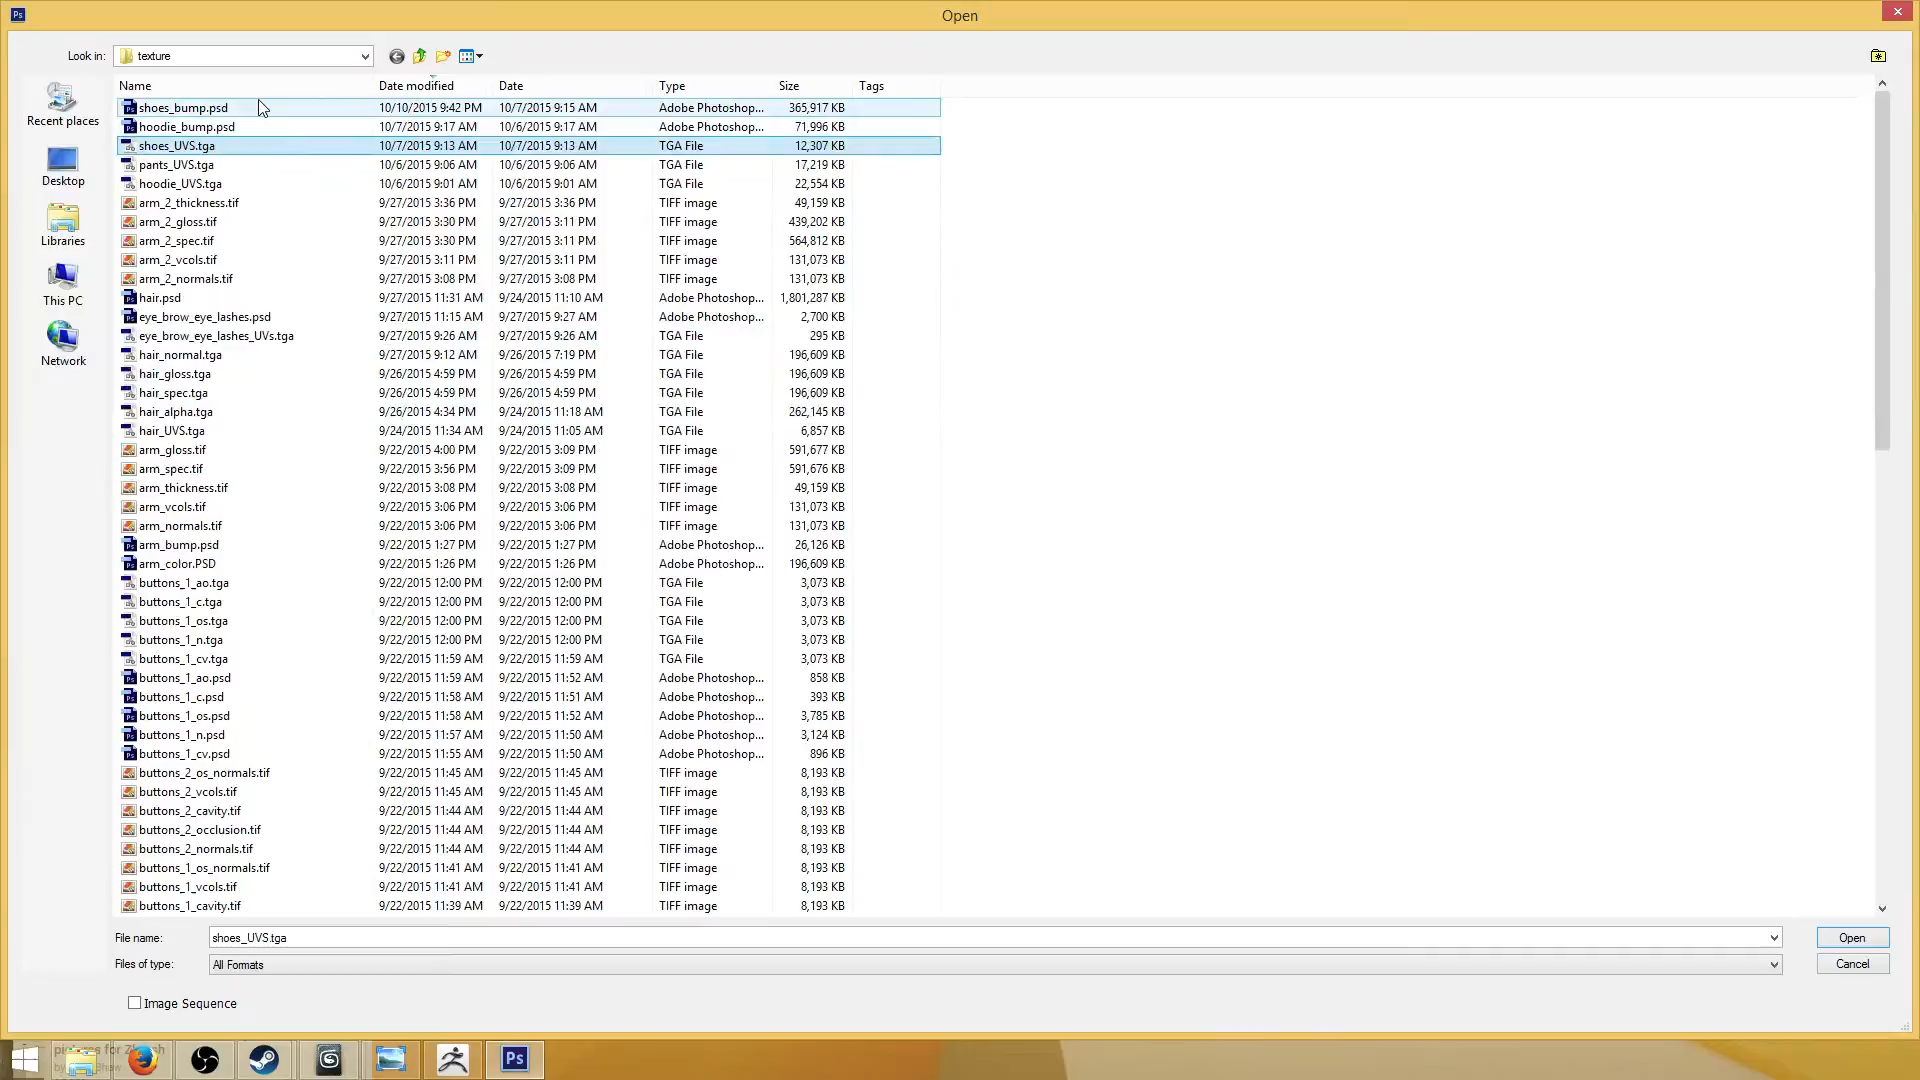 Open
Look in: texture
Name Date modified Date Type Size Tags
shoes_bump.psd 10/10/2015 9:42 PM 10/7/2015 9:15 AM Adobe Photoshop... 365,917 KB
hoodie_bump.psd 10/7/2015 9:17 AM 10/6/2015 9:17 AM Adobe Photoshop... 71,996 KB
shoes_UVS.tga 10/7/2015 9:13 AM 10/7/2015 9:13 AM TGA File 12,307 KB
pants_UVS.tga 10/6/2015 9:06 AM 10/6/2015 9:06 AM TGA File 17,219 KB
hoodie_UVS.tga 10/6/2015 9:01 AM 10/6/2015 9:01 AM TGA File 22,554 KB
arm_2_thickness.tif 9/27/2015 3:36 PM 9/27/2015 3:36 PM TIFF image 49,159 KB
arm_2_gloss.tif 9/27/2015 3:30 PM 9/27/2015 3:11 PM TIFF image 439,202 KB
arm_2_spec.tif 9/27/2015 3:30 PM 9/27/2015 3:11 PM TIFF image 564,812 KB
arm_2_vcols.tif 9/27/2015 3:11 PM 9/27/2015 3:11 PM TIFF image 131,073 KB
arm_2_normals.tif 9/27/2015 3:08 PM 9/27/2015 3:08 PM TIFF image 131,073 KB
hair.psd 9/27/2015 11:31 AM 9/24/2015 11:10 AM Adobe Photoshop... 1,801,287 KB
eye_brow_eye_lashes.psd 9/27/2015 11:15 AM 9/27/2015 9:27 AM Adobe Photoshop... 2,700 KB
eye_brow_eye_lashes_UVs.tga 9/27/2015 9:26 AM 9/27/2015 9:26 AM TGA File 295 KB
hair_normal.tga 9/27/2015 9:12 AM 9/26/2015 7:19 PM TGA File 196,609 KB
hair_gloss.tga 9/26/2015 4:59 PM 9/26/2015 4:59 PM TGA File 196,609 KB
hair_spec.tga 9/26/2015 4:59 PM 9/26/2015 4:59 PM TGA File 196,609 KB
hair_alpha.tga 9/26/2015 4:34 PM 9/24/2015 11:18 AM TGA File 262,145 KB
hair_UVS.tga 9/24/2015 11:34 AM 9/24/2015 11:05 AM TGA File 6,857 KB
arm_gloss.tif 9/22/2015 4:00 PM 9/22/2015 3:09 PM TIFF image 591,677 KB
arm_spec.tif 9/22/2015 3:56 PM 9/22/2015 3:09 PM TIFF image 591,676 KB
arm_thickness.tif 9/22/2015 3:08 PM 9/22/2015 3:08 PM TIFF image 49,159 KB
arm_vcols.tif 9/22/2015 3:06 PM 9/22/2015 3:06 PM TIFF image 131,073 KB
arm_normals.tif 9/22/2015 3:06 PM 9/22/2015 3:06 PM TIFF image 131,073 KB
arm_bump.psd 9/22/2015 1:27 PM 9/22/2015 1:27 PM Adobe Photoshop... 26,126 KB
arm_color.PSD 9/22/2015 1:26 PM 9/22/2015 1:26 PM Adobe Photoshop... 196,609 KB
buttons_1_ao.tga 9/22/2015 12:00 PM 9/22/2015 12:00 PM TGA File 3,073 KB
buttons_1_c.tga 9/22/2015 12:00 PM 9/22/2015 12:00 PM TGA File 3,073 KB
buttons_1_os.tga 9/22/2015 12:00 PM 9/22/2015 12:00 PM TGA File 3,073 KB
buttons_1_n.tga 9/22/2015 12:00 PM 9/22/2015 12:00 PM TGA File 3,073 KB
buttons_1_cv.tga 9/22/2015 11:59 AM 9/22/2015 11:59 AM TGA File 3,073 KB
buttons_1_ao.psd 9/22/2015 11:59 AM 9/22/2015 11:52 AM Adobe Photoshop... 858 KB
buttons_1_c.psd 9/22/2015 11:58 AM 9/22/2015 11:51 AM Adobe Photoshop... 393 KB
buttons_1_os.psd 9/22/2015 11:58 AM 9/22/2015 11:52 AM Adobe Photoshop... 3,785 KB
buttons_1_n.psd 9/22/2015 11:57 AM 9/22/2015 11:50 AM Adobe Photoshop... 3,124 KB
buttons_1_cv.psd 9/22/2015 11:55 AM 9/22/2015 11:50 AM Adobe Photoshop... 896 KB
buttons_2_os_normals.tif 9/22/2015 11:45 AM 9/22/2015 11:45 AM TIFF image 8,193 KB
buttons_2_vcols.tif 9/22/2015 11:45 AM 9/22/2015 11:45 AM TIFF image 8,193 KB
buttons_2_cavity.tif 9/22/2015 11:44 AM 9/22/2015 11:44 AM TIFF image 8,193 KB
buttons_2_occlusion.tif 9/22/2015 11:44 AM 9/22/2015 11:44 AM TIFF image 8,193 KB
buttons_2_normals.tif 9/22/2015 11:44 AM 9/22/2015 11:44 AM TIFF image 8,193 KB
buttons_1_os_normals.tif 9/22/2015 11:41 AM 9/22/2015 11:41 AM TIFF image 8,193 KB
buttons_1_vcols.tif 9/22/2015 11:41 AM 9/22/2015 11:41 AM TIFF image 8,193 KB
buttons_1_cavity.tif 9/22/2015 11:39 AM 9/22/2015 11:39 AM TIFF image 8,193 KB
Recent places
Desktop
Libraries
This PC
Network
File name: shoes_UVS.tga Open
Files of type: All Formats Cancel
Image Sequence
Ps